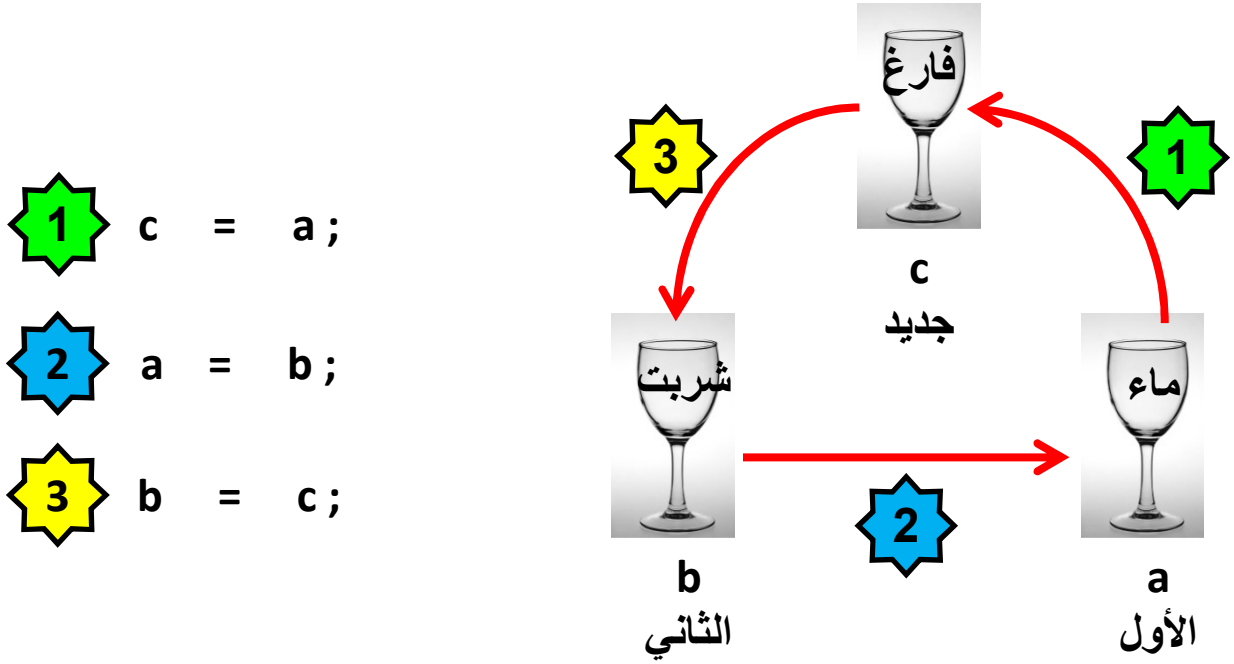 1 c = a;
2 a = b;
3 b = c;
فارغ
3
1
c
جديد
شربت
ماء
2
b
الثاني
a
الأول